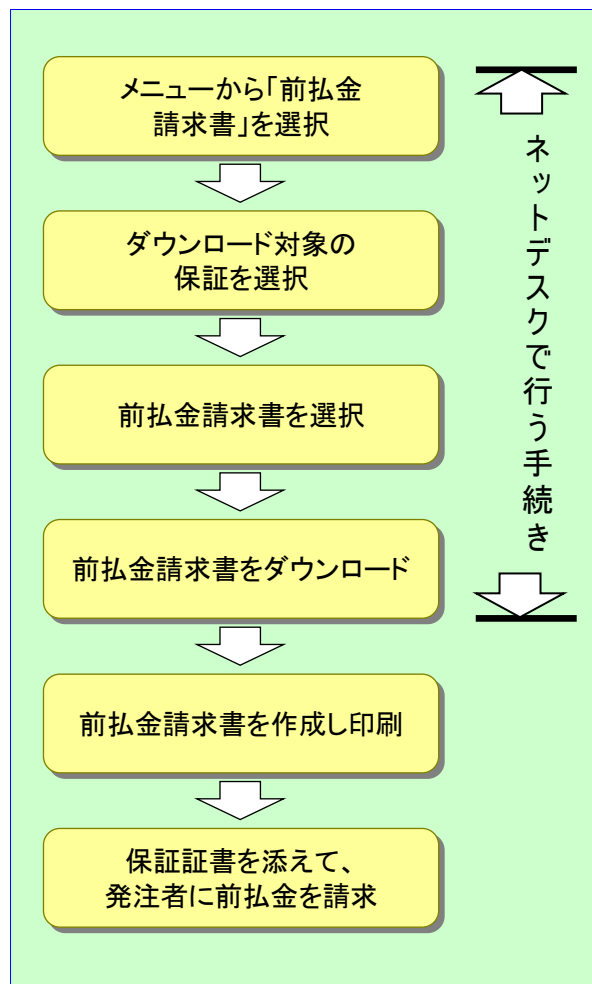 メニューから「前払金
請求書」を選択
ダウンロード対象の
保証を選択
前払金請求書を選択
前払金請求書をダウンロード
前払金請求書を作成し印刷
保証証書を添えて、
発注者に前払金を請求
ネットデスクで行う手続き